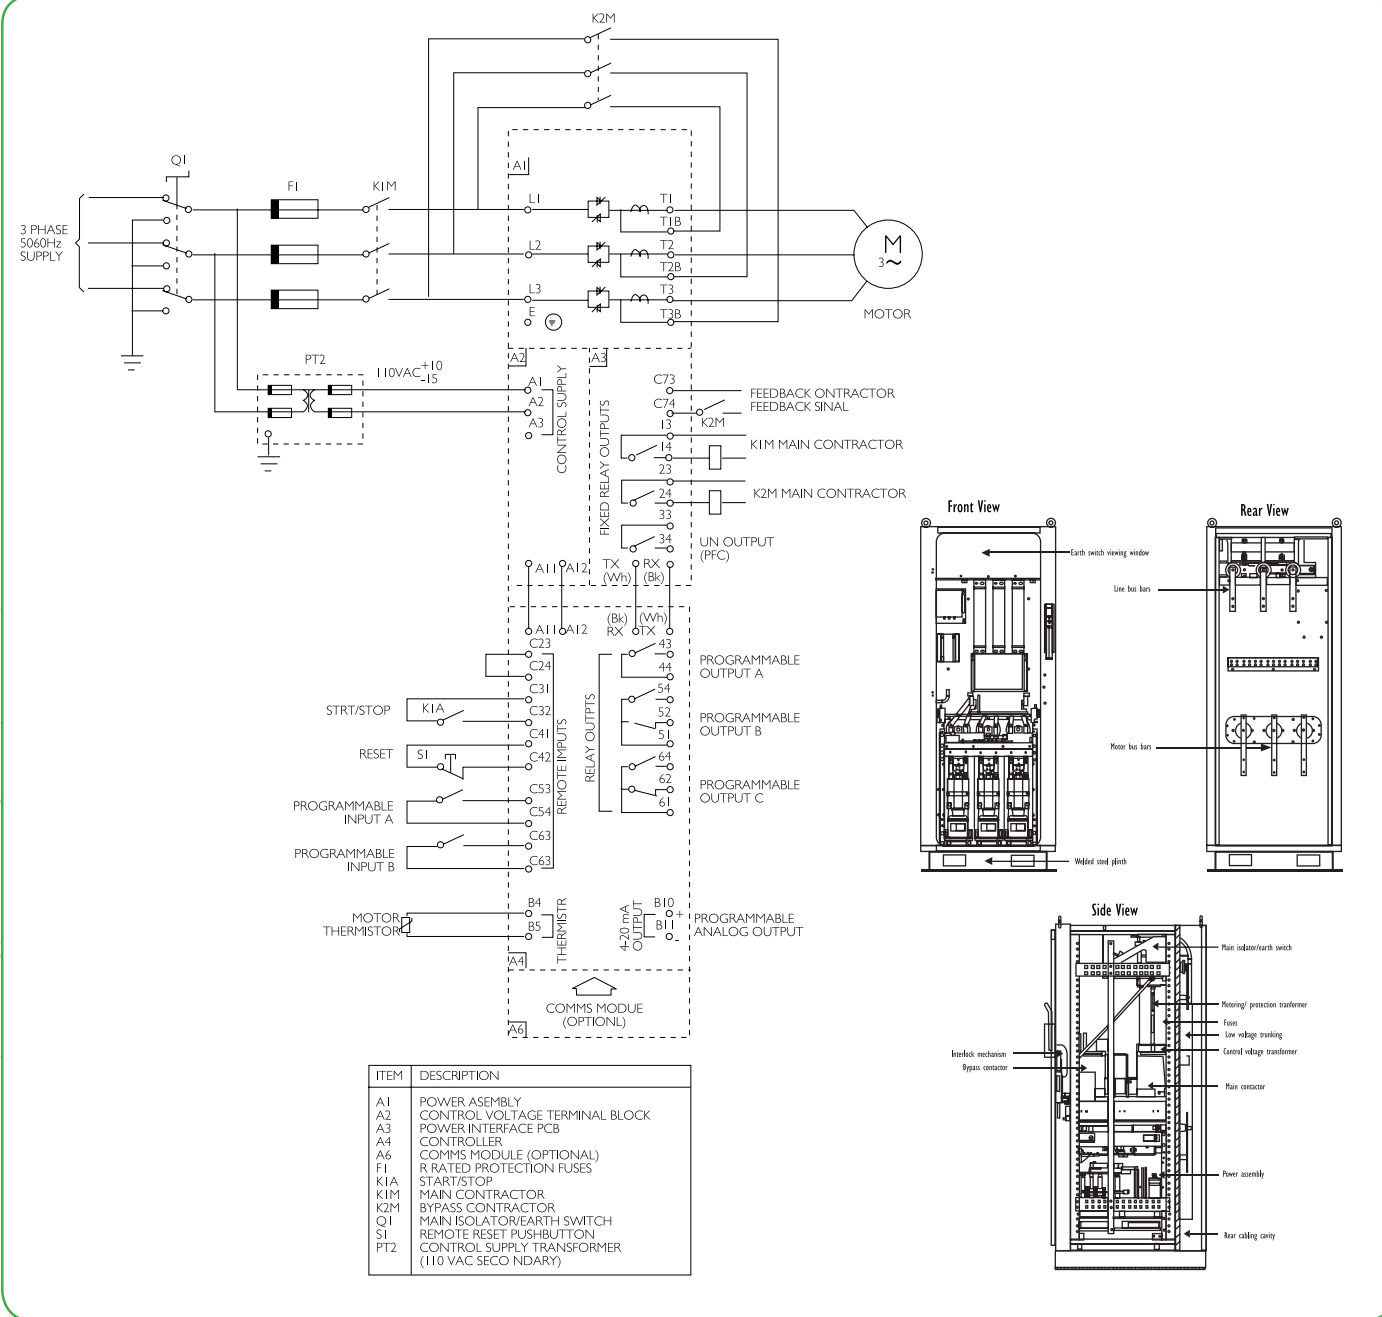 K2M
Q1
F1
K1M
3 PHASE
5060Hz
SUPPLY
A1
L1
T1
T1B
L2
T2
T2B
L3
T3
T3B
E
M
3~
MOTOR
PT2
110VAC +10
-15
A2
A3
A1
A2
A3
CONTROL SUPPLY
FIXED RELAY OUTPUTS
C73
C74
K2M
FEEDBACK ONTRACTOR
FEEDBACK SINAL
13
14
K1M MAIN CONTRACTOR
23
24
K2M MAIN CONTRACTOR
33
34
UN OUTPUT
(PFC)
A11
A12
TX
(Wh)
RX
(Bk)
A11
A12
(Bk)
RX
(Wh)
TX
C23
C24
C31
C32
C41
C42
C53
C54
C63
C63
REMOTE IMPUTS
RELAY OUTPTS
STRT/STOP
K1A
RESET
S1
PROGRAMMABLE
INPUT A
PROGRAMMABLE
INPUT B
43
44
PROGRAMMABLE
OUTPUT A
54
52
51
PROGRAMMABLE
OUTPUT B
64
62
61
PROGRAMMABLE
OUTPUT C
MOTOR
THERMISTOR
B4
B5
THERMISTR
4-20 mA
OUTPUT
B10
+
B11
-
PROGRAMMABLE
ANALOG OUTPUT
A4
COMMS MODUE
(OPTIONL)
A6
ITEM DESCRIPTION
A1 POWER ASEMBLY
A2 CONTROL VOLTAGE TERMINAL BLOCK
A3 POWER INTERFACE PCB
A4 CONTROLLER
A6 COMMS MODULE (OPTIONAL)
F1 R RATED PROTECTION FUSES
K1A START/STOP
K1M MAIN CONTRACTOR
K2M BYPASS CONTRACTOR
Q1 MAIN ISOLATOR/EARTH SWITCH
S1 REMOTE RESET PUSHBUTTON
PT2 CONTROL SUPPLY TRANSFORMER
(110 VAC SECO NDARY)
Front View
Earth switch viewing window
Welded steel plinth
Rear View
Line bus bars
Motor bus bars
Side View
Main isolator/earth switch
Metering/ protection tranformer
Fuses
Low voltage trunking
Control voltage transformer
Interlock mechanism
Bypass contactor
Main contactor
Power assembly
Rear cabling cavity